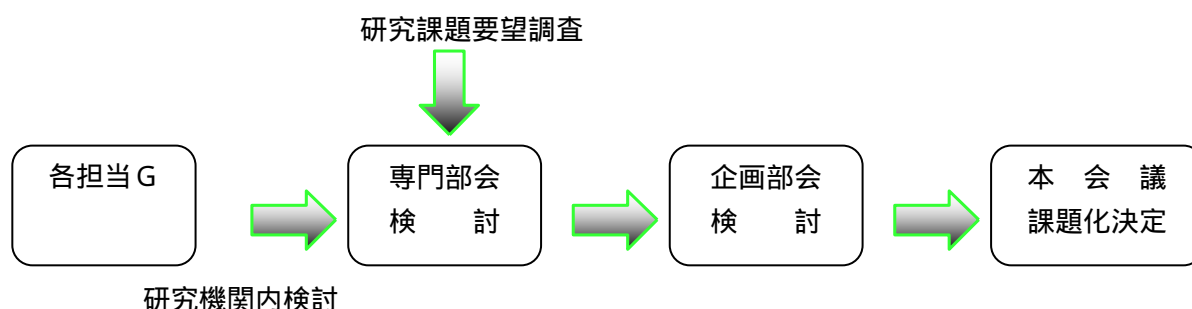 研究課題要望調査
各担当G
専門部会
検　　討
企画部会
検　　討
本　会　議
課題化決定
研究機関内検討